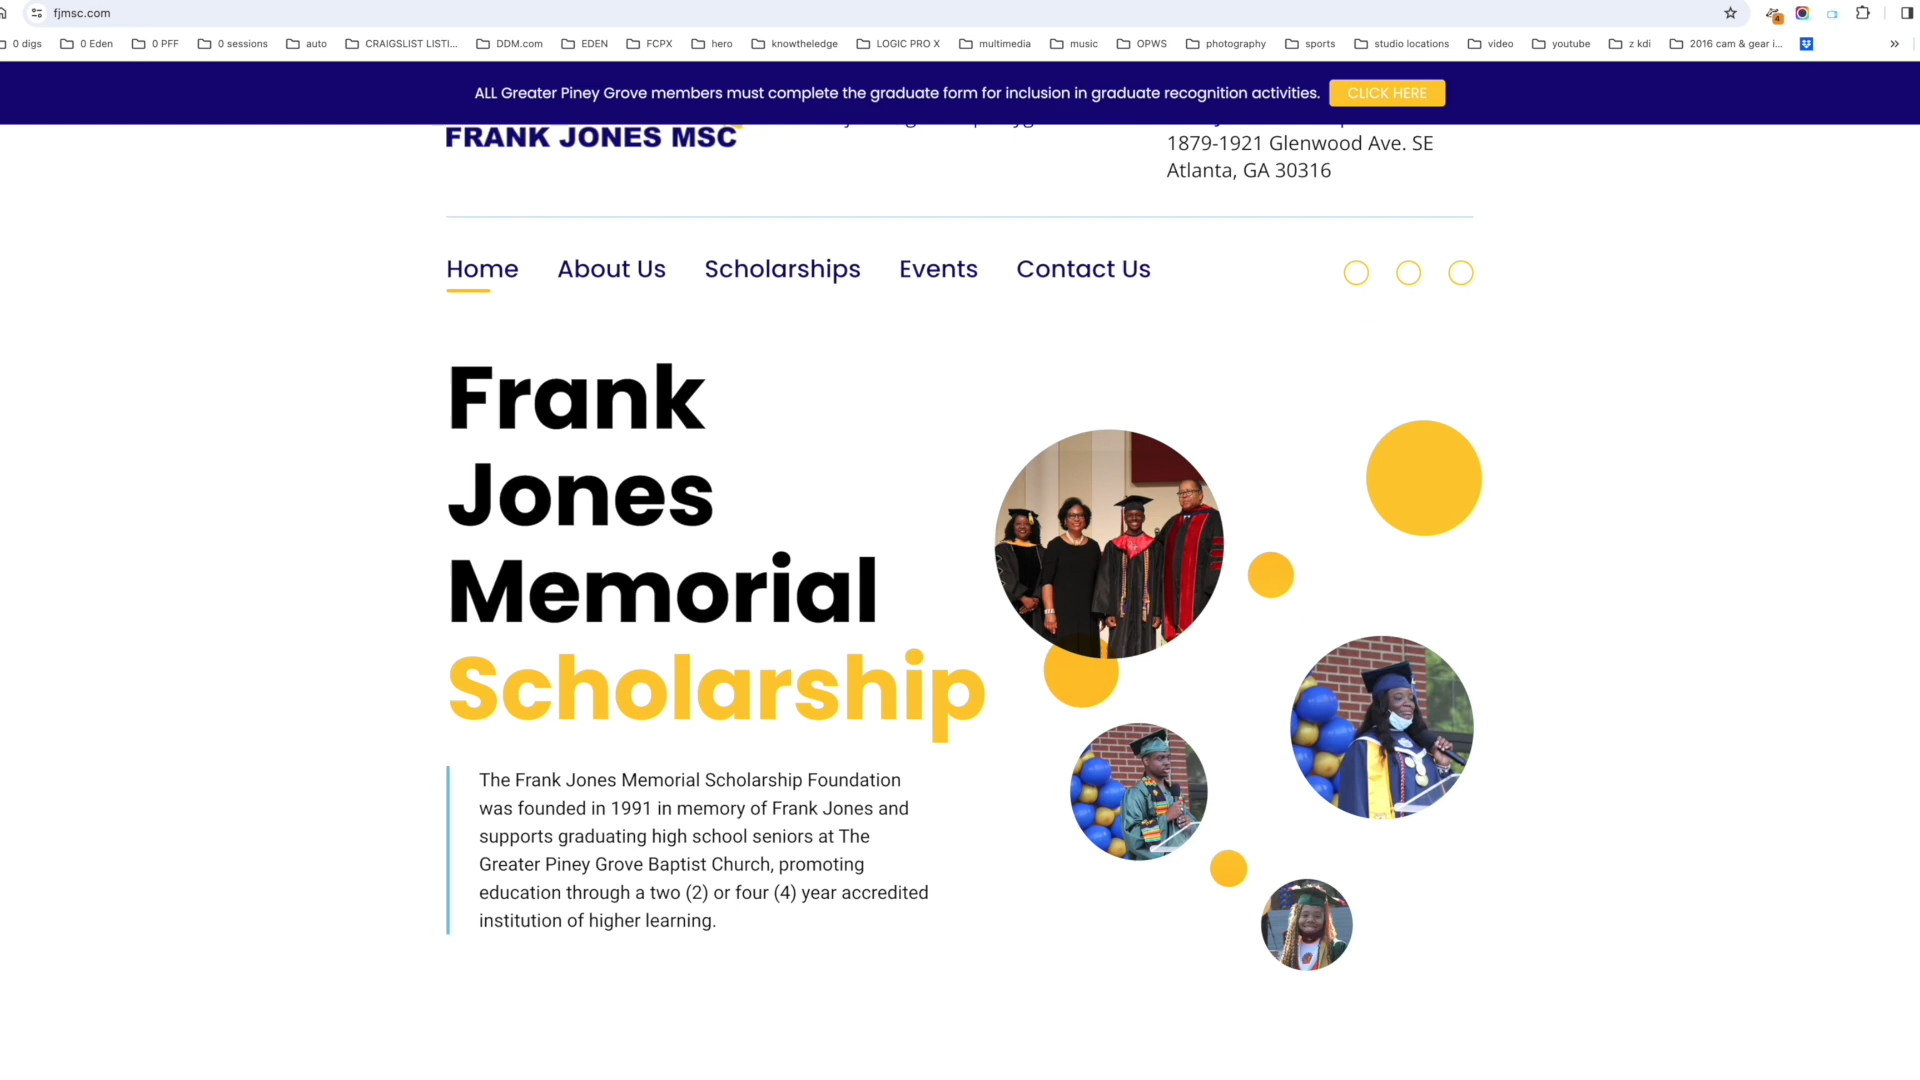 fjmsc.com
0 digs 0 Eden 0 PFF 0 sessions auto CRAIGSLIST LISTI... DDM.com EDEN FCPX hero knowtheledge LOGIC PRO X multimedia music OPWS photography sports studio locations video youtube z kdi 2016 cam & gear i... »
ALL Greater Piney Grove members must complete the graduate form for inclusion in graduate recognition activities. CLICK HERE
FRANK JONES MSC
1879-1921 Glenwood Ave. SE
Atlanta, GA 30316
Home About Us Scholarships Events Contact Us
Frank
Jones
Memorial
Scholarship
The Frank Jones Memorial Scholarship Foundation
was founded in 1991 in memory of Frank Jones and
supports graduating high school seniors at The
Greater Piney Grove Baptist Church, promoting
education through a two (2) or four (4) year accredited
institution of higher learning.